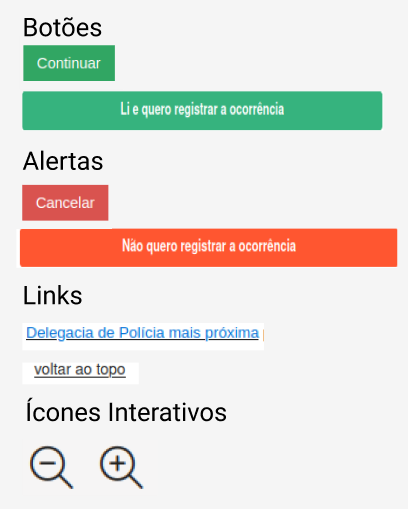 Botões
Continuar
Li e quero registrar a ocorrência
Alertas
Cancelar
Não quero registrar a ocorrência
Links
Delegacia de Polícia mais próxima
voltar ao topo
Ícones Interativos